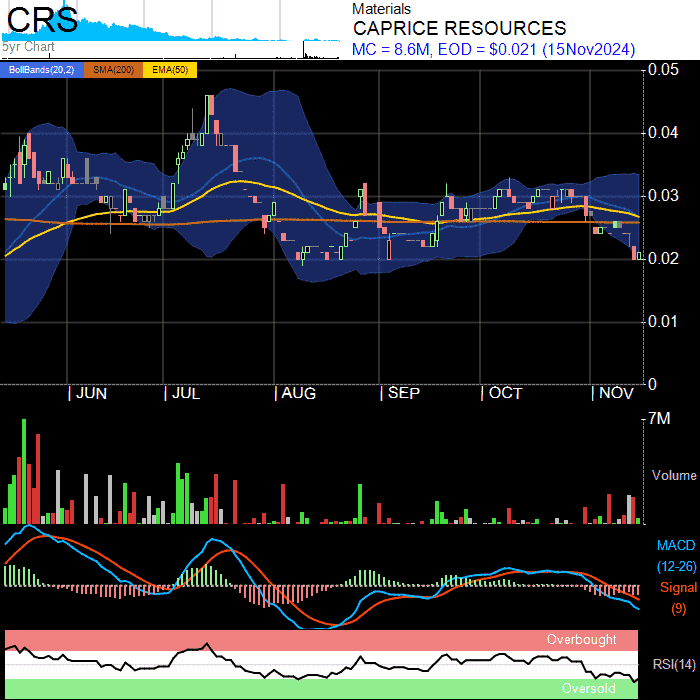 CRS
5yr Chart
Materials
CAPRICE RESOURCES
MC = 8.6M, EOD = $0.021 (15Nov2024)
BollBands(20,2) SMA(200) EMA(50)
0.05
0.04
0.03
0.02
0.01
0
| JUN | JUL | AUG | SEP | OCT | NOV
7M
Volume
MACD
(12-26)
Signal
(9)
Overbought
RSI(14)
Oversold